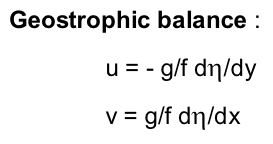 Geostrophic balance :
u = - g/f dη/dy
v = g/f dη/dx